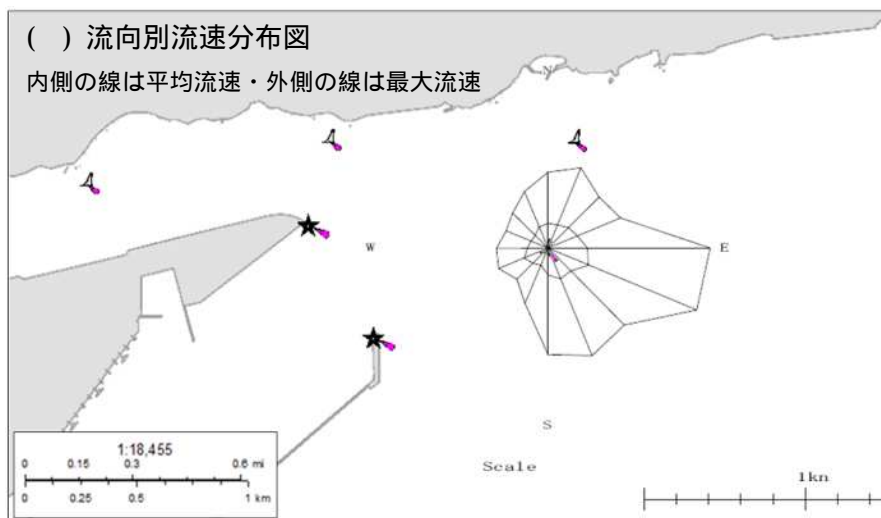 ( ) 流向別流速分布図
内側の線は平均流速・外側の線は最大流速
N
W
E
S
Scale
1kn
1:18,455
0 0.15 0.3 0.6 mi
0 0.25 0.5 1 km